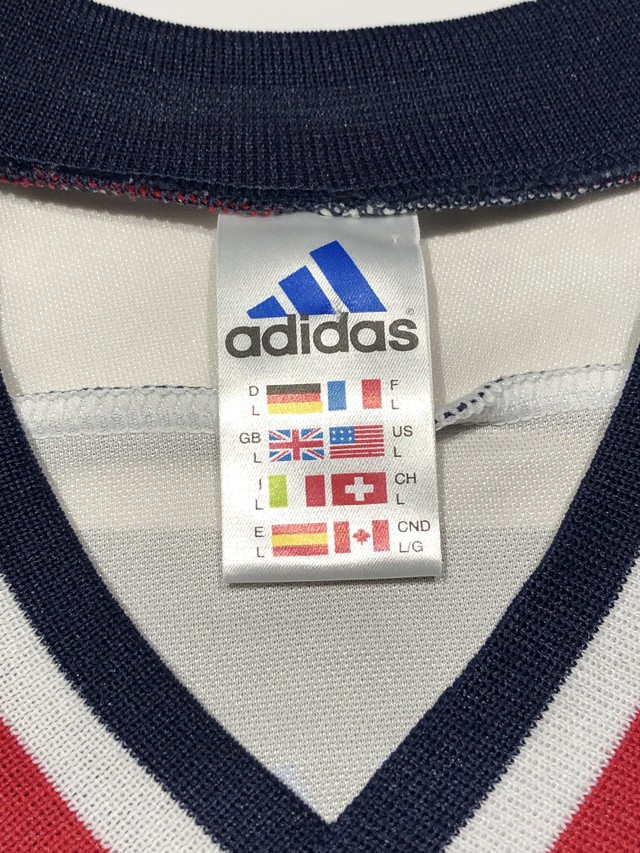 adidas®
D F
L L
GB US
L L
I CH
L L
E CND
L L/G